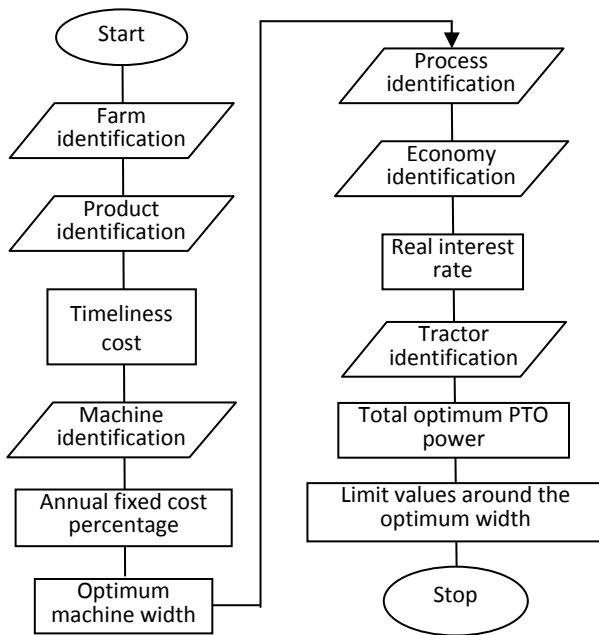 Start
Farm
identification
Product
identification
Timeliness
cost
Machine
identification
Annual fixed cost
percentage
Optimum
machine width
Process
identification
Economy
identification
Real interest
rate
Tractor
identification
Total optimum PTO
power
Limit values around the
optimum width
Stop